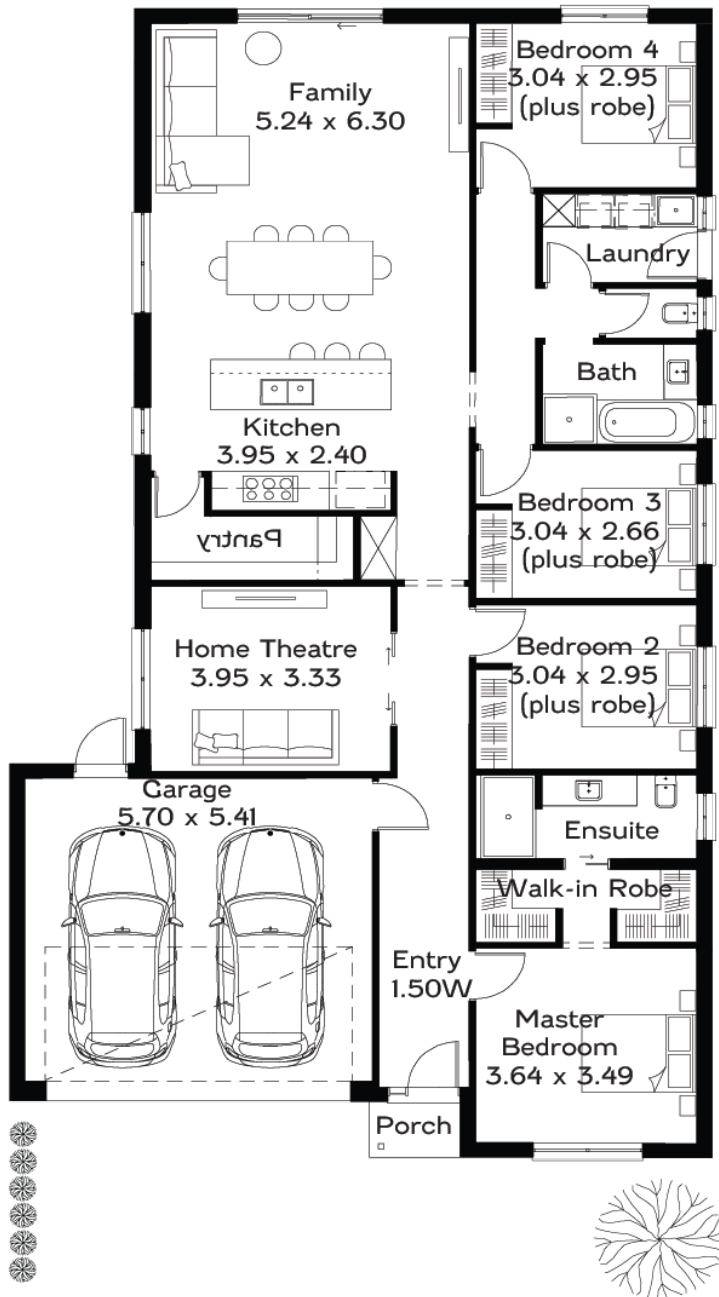 Family
5.24 x 6.30
Bedroom 4
3.04 x 2.95
(plus robe)
Laundry
Bath
Kitchen
3.95 x 2.40
Pantry
Bedroom 3
3.04 x 2.66
(plus robe)
Home Theatre
3.95 x 3.33
Bedroom 2
3.04 x 2.95
(plus robe)
Garage
5.70 x 5.41
Ensuite
Walk-in Robe
Entry
1.50W
Master
Bedroom
3.64 x 3.49
Porch